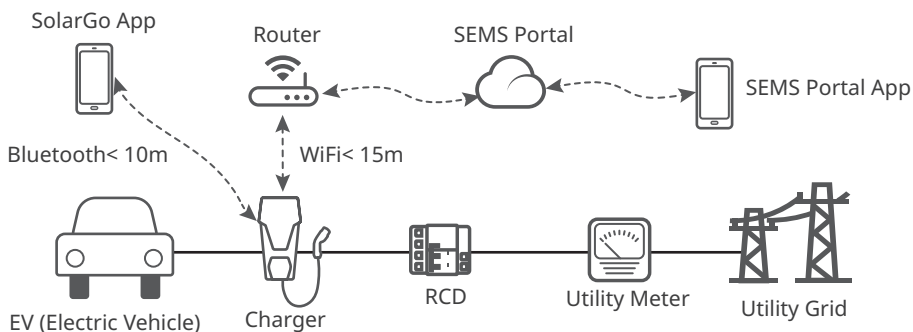 SolarGo App
Router
SEMS Portal
SEMS Portal App
Bluetooth< 10m
WiFi< 15m
EV (Electric Vehicle)
Charger
RCD
Utility Meter
Utility Grid